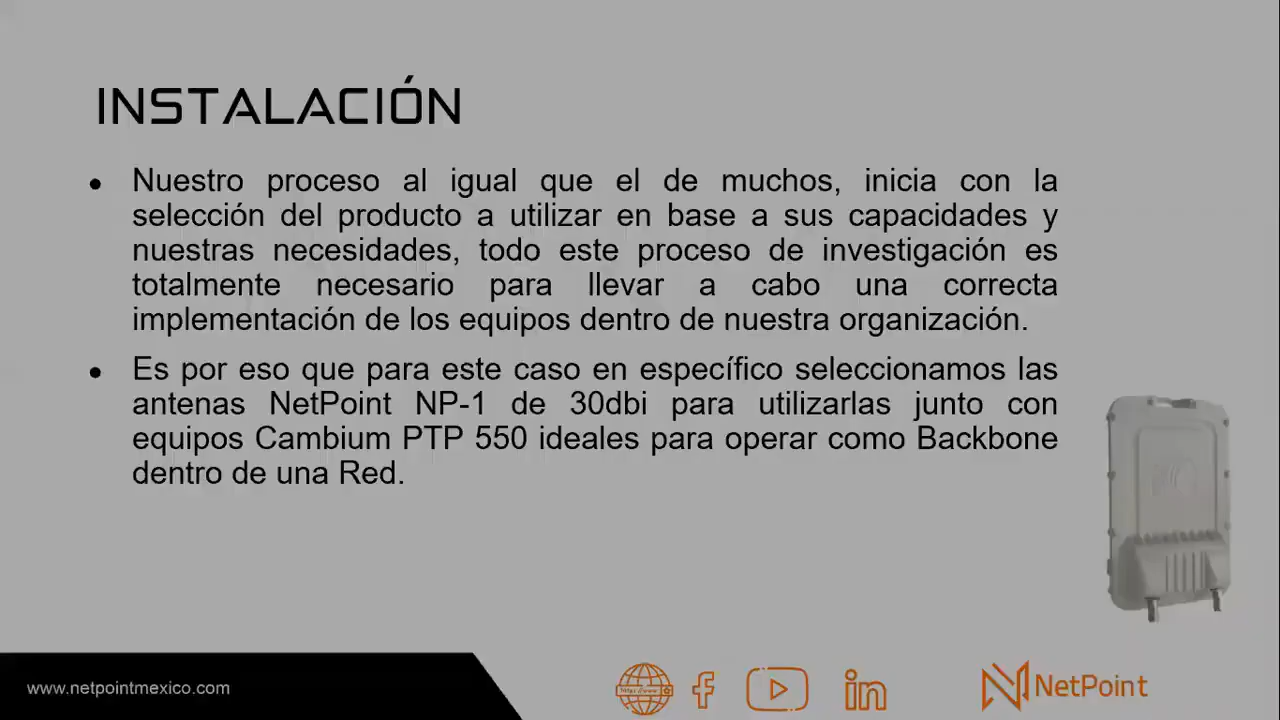 INSTALACIÓN
• Nuestro proceso al igual que el de muchos, inicia con la
selección del producto a utilizar en base a sus capacidades y
nuestras necesidades, todo este proceso de investigación es
totalmente necesario para llevar a cabo una correcta
implementación de los equipos dentro de nuestra organización.
• Es por eso que para este caso en específico seleccionamos las
antenas NetPoint NP-1 de 30dbi para utilizarlas junto con
equipos Cambium PTP 550 ideales para operar como Backbone
dentro de una Red.
www.netpointmexico.com
NetPoint